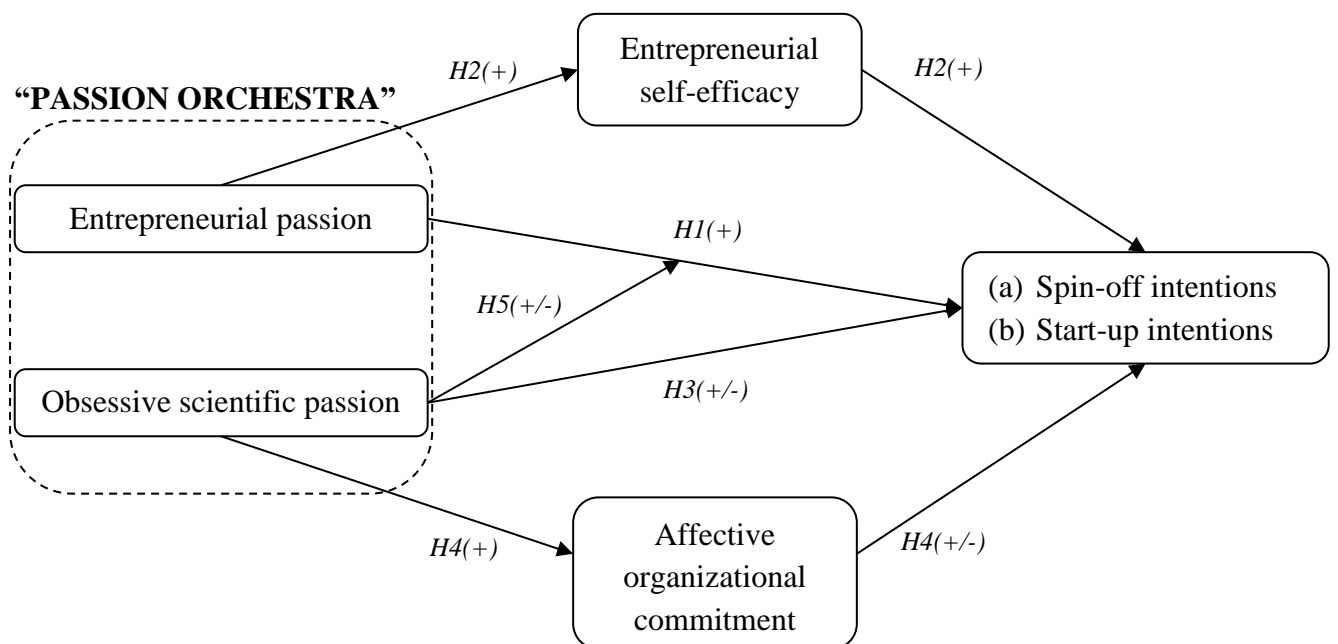 Entrepreneurial
self-efficacy
H2(+)
H2(+)
“PASSION ORCHESTRA”
Entrepreneurial passion
H1(+)
H5(+/-)
(a) Spin-off intentions
(b) Start-up intentions
Obsessive scientific passion
H3(+/-)
H4(+)
Affective
organizational
commitment
H4(+/-)